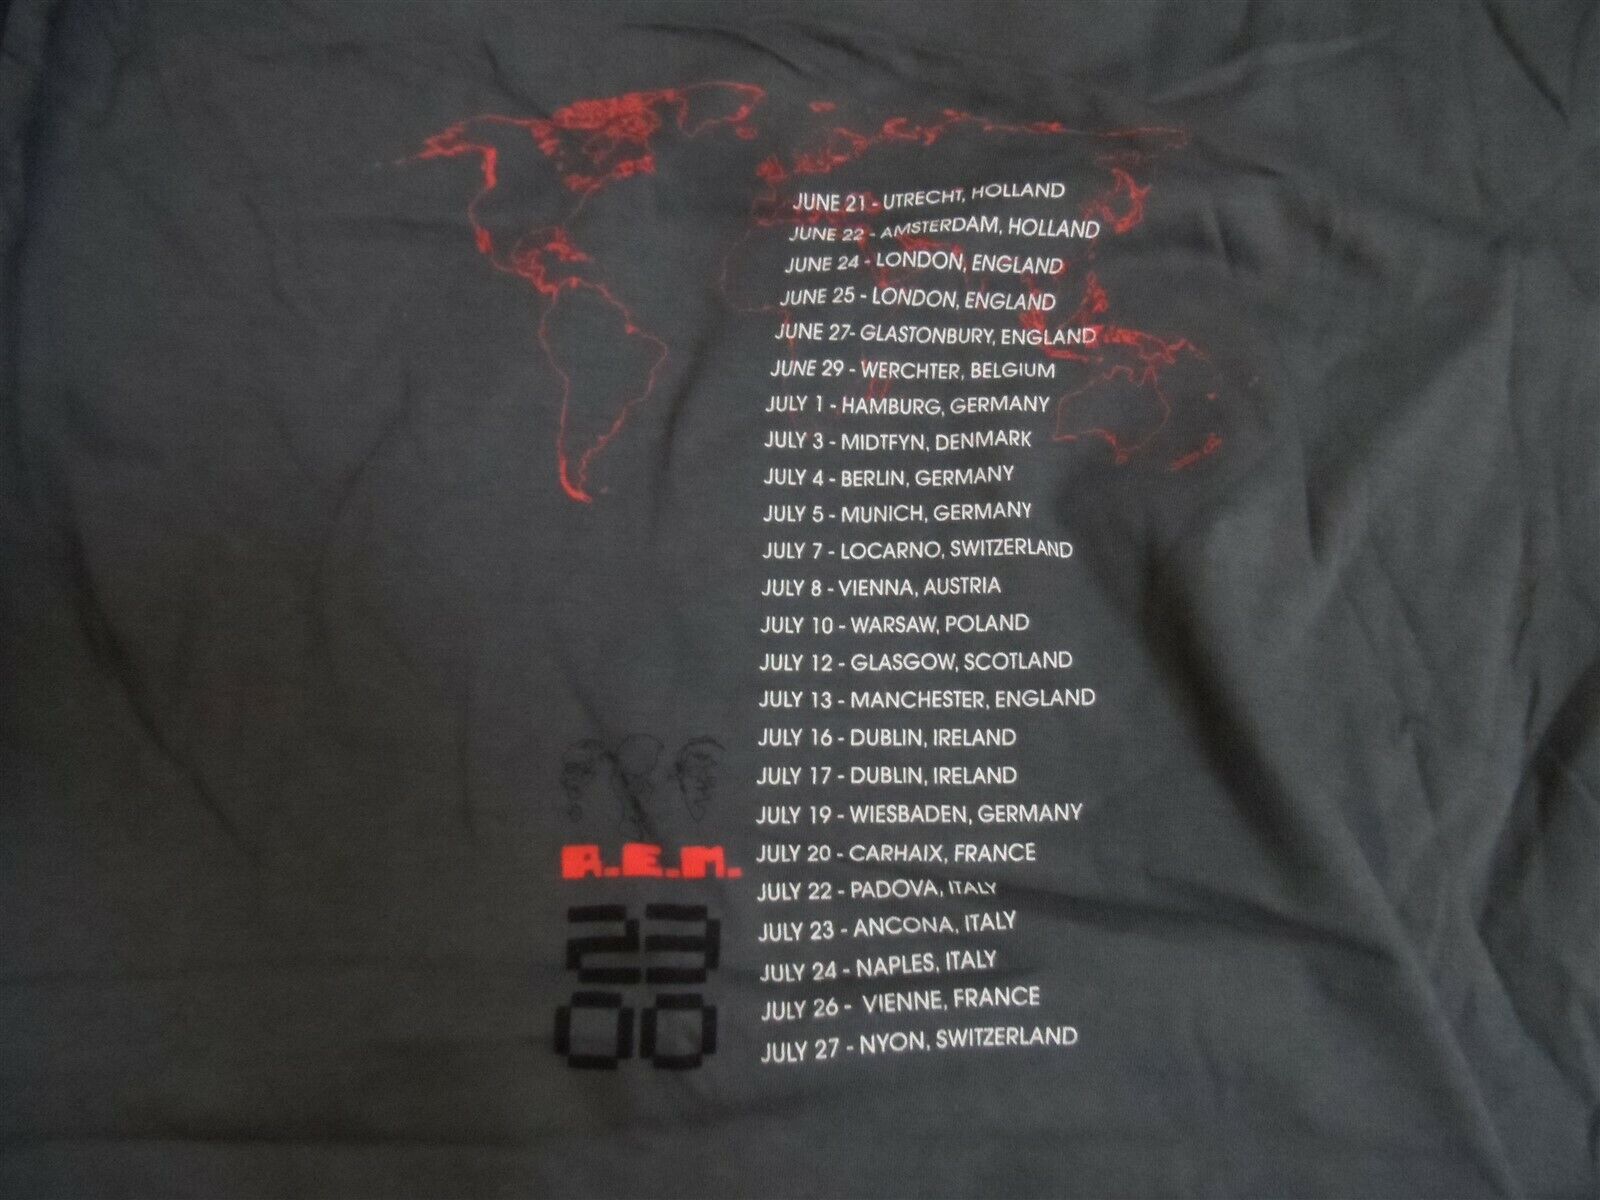 JUNE 21 - UTRECHT, HOLLAND
JUNE 22 - AMSTERDAM, HOLLAND
JUNE 24 - LONDON, ENGLAND
JUNE 25 - LONDON, ENGLAND
JUNE 27- GLASTONBURY, ENGLAND
JUNE 29 - WERCHTER, BELGIUM
JULY 1 - HAMBURG, GERMANY
JULY 3 - MIDTFYN, DENMARK
JULY 4 - BERLIN, GERMANY
JULY 5 - MUNICH, GERMANY
JULY 7 - LOCARNO, SWITZERLAND
JULY 8 - VIENNA, AUSTRIA
JULY 10 - WARSAW, POLAND
JULY 12 - GLASGOW, SCOTLAND
JULY 13 - MANCHESTER, ENGLAND
JULY 16 - DUBLIN, IRELAND
JULY 17 - DUBLIN, IRELAND
JULY 19 - WIESBADEN, GERMANY
JULY 20 - CARHAIX, FRANCE
JULY 22 - PADOVA, ITALY
JULY 23 - ANCONA, ITALY
JULY 24 - NAPLES, ITALY
JULY 26 - VIENNE, FRANCE
JULY 27 - NYON, SWITZERLAND
R.E.M.
23
00